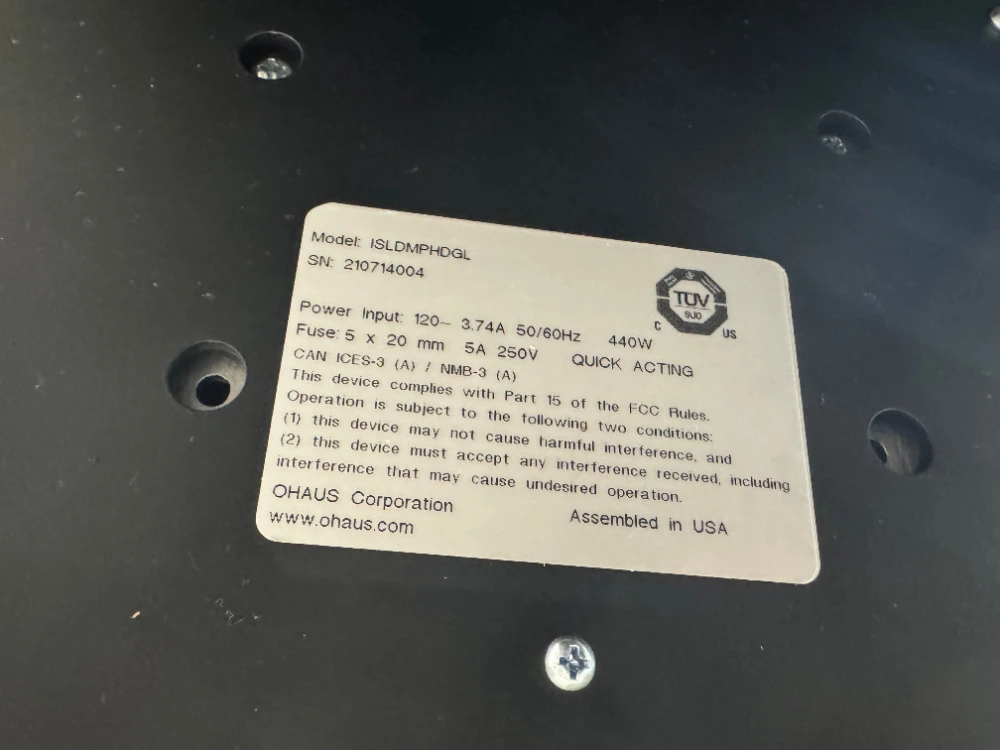 Model: ISLDMPHDGL
SN: 210714004
TÜV
SUD
C US
Power Input: 120~ 3.74A 50/60Hz 440W
Fuse: 5 x 20 mm 5A 250V QUICK ACTING
CAN ICES-3 (A) / NMB-3 (A)
This device complies with Part 15 of the FCC Rules.
Operation is subject to the following two conditions:
(1) this device may not cause harmful interference, and
(2) this device must accept any interference received, including
interference that may cause undesired operation.
OHAUS Corporation
www.ohaus.com
Assembled in USA